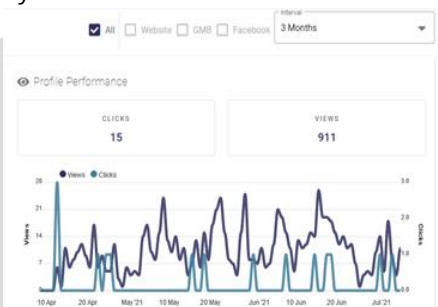 Interval
All Website GMB Facebook 3 Months
Profile Performance
CLICKS VIEWS
15 911
Views Clicks
28 3.0
21 2.0
14
7 1.0
0 0.0
Views
Clicks
10 Apr 20 Apr May '21 10 May 20 May Jun '21 10 Jun 20 Jun Jul '21